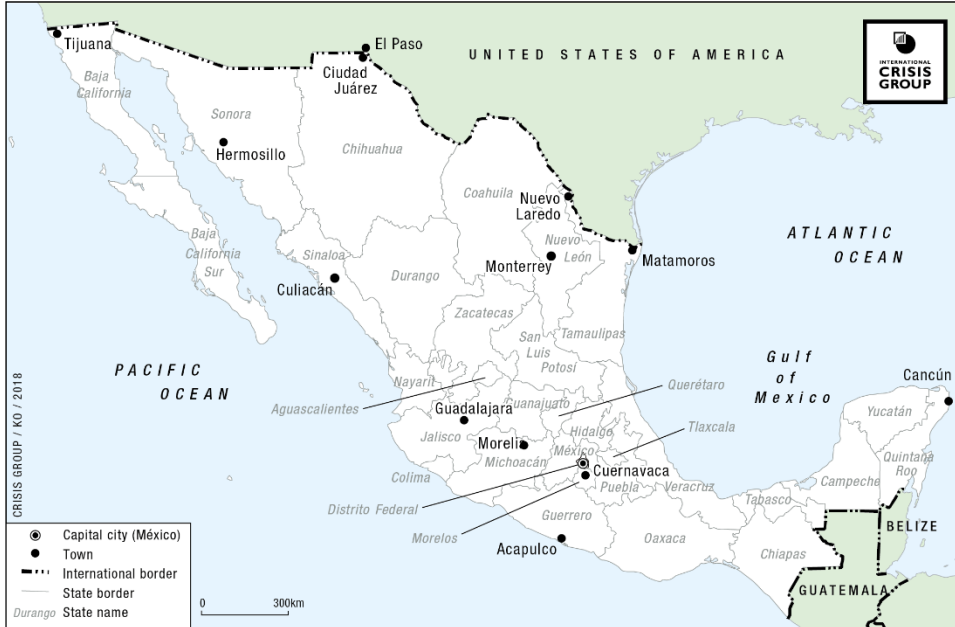 Tijuana
El Paso
Ciudad
Juárez
UNITED STATES OF AMERICA
INTERNATIONAL
CRISIS
GROUP
Baja
California
Sonora
Hermosillo
Chihuahua
Coahuila
Nuevo
Laredo
Nuevo
León
Monterrey
Matamoros
ATLANTIC
OCEAN
Baja
California
Sur
Sinaloa
Culiacán
Durango
Zacatecas
San
Luis
Potosí
Tamaulipas
PACIFIC
OCEAN
Gulf
of
Mexico
Cancún
Nayarit
Aguascalientes
Guanajuato
Querétaro
Yucatán
Guadalajara
Jalisco
Hidalgo
Tlaxcala
Morelia
México
Michoacán
Quintana
Roo
Colima
Cuernavaca
Puebla
Veracruz
Campeche
Tabasco
Distrito Federal
Guerrero
Morelos
Acapulco
Oaxaca
Chiapas
BELIZE
GUATEMALA
CRISIS GROUP / KO / 2018
Capital city (México)
Town
International border
State border
Durango State name
0 300km